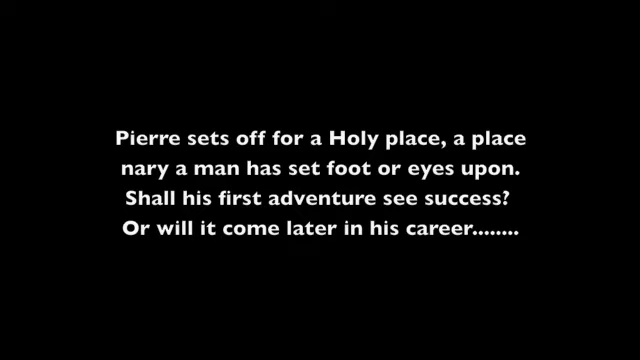 Pierre sets off for a Holy place, a place
nary a man has set foot or eyes upon.
Shall his first adventure see success?
Or will it come later in his career........